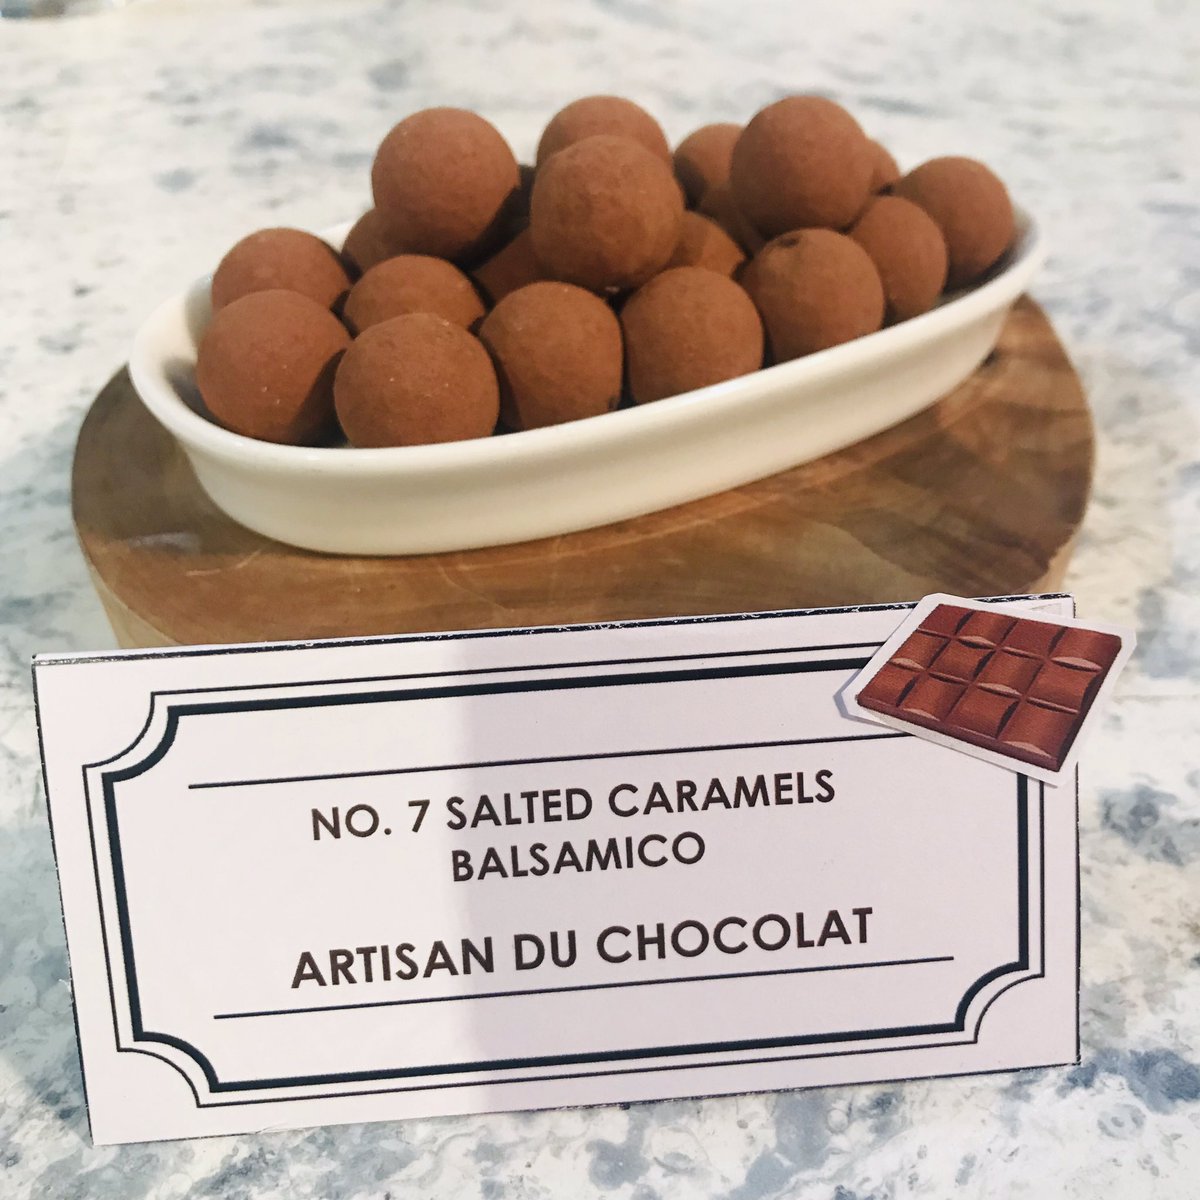 NO. 7 SALTED CARAMELS
BALSAMICO
ARTISAN DU CHOCOLAT